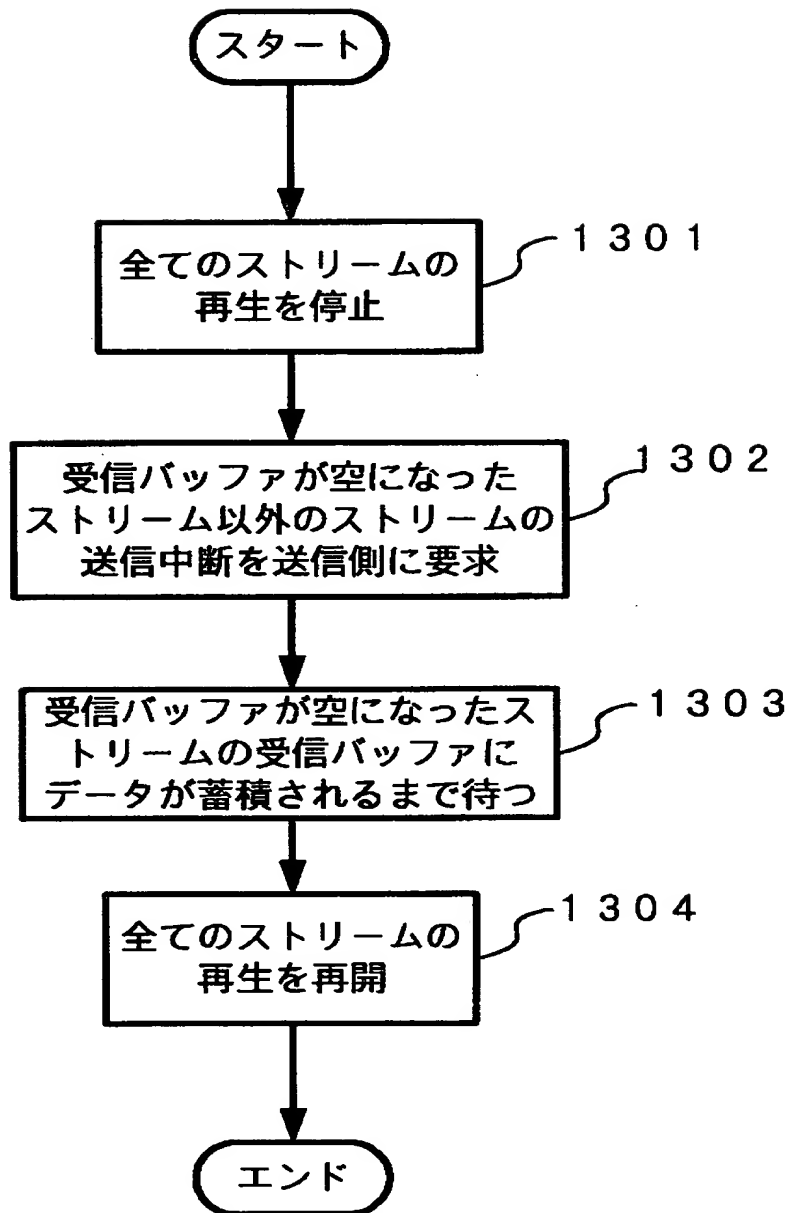 スタート
全てのストリームの
再生を停止
１３０１
受信バッファが空になった
ストリーム以外のストリームの
送信中断を送信側に要求
１３０２
受信バッファが空になったス
トリームの受信バッファに
データが蓄積されるまで待つ
１３０３
全てのストリームの
再生を再開
１３０４
エンド